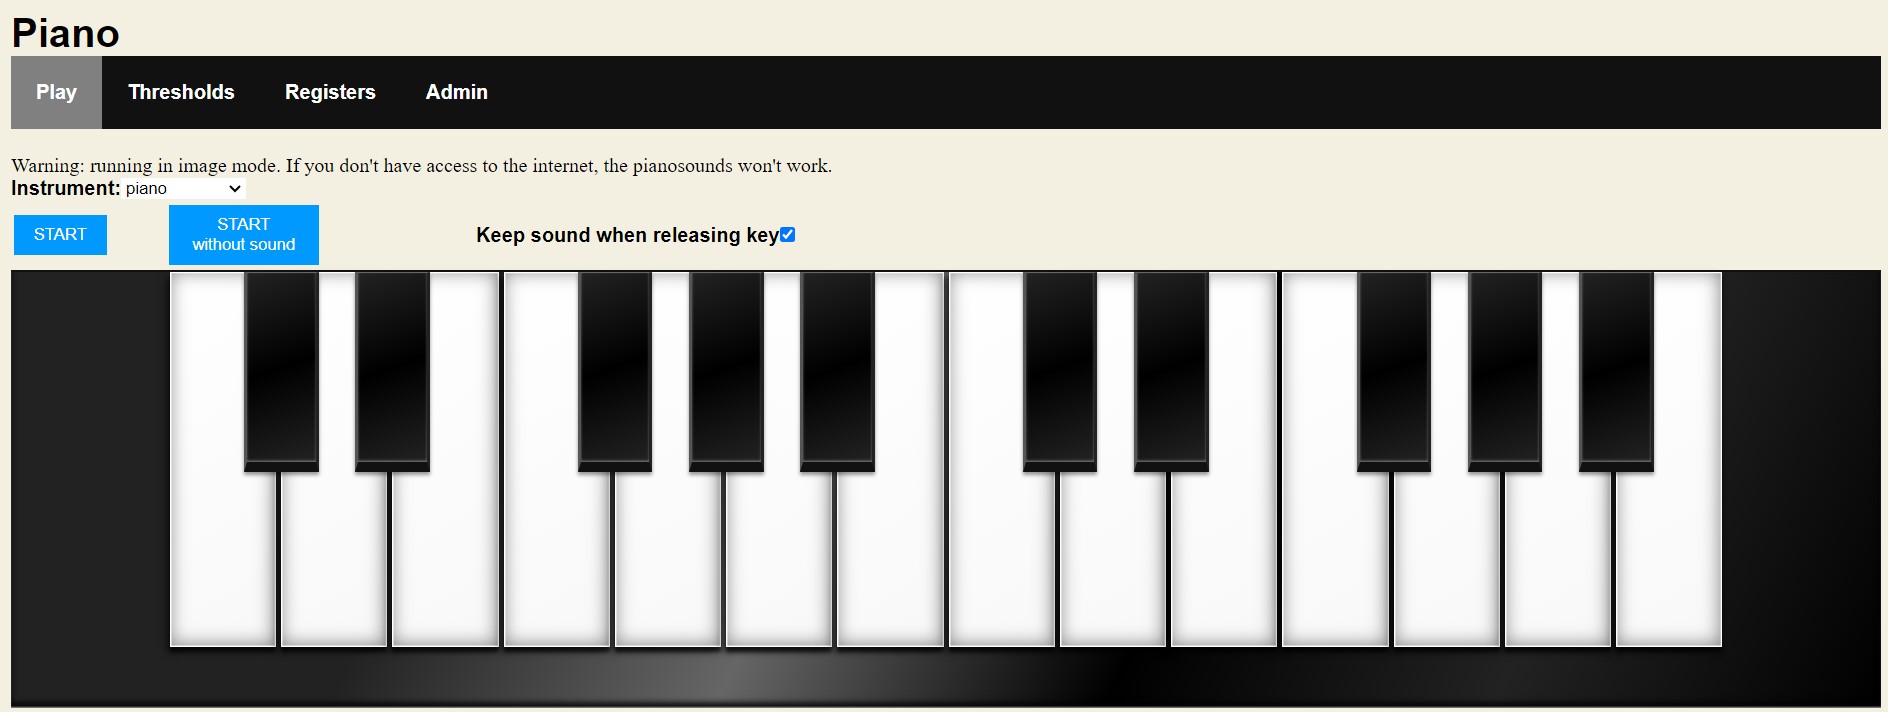 Piano
Play Thresholds Registers Admin
Warning: running in image mode. If you don't have access to the internet, the pianosounds won't work.
Instrument: piano
START
START
without sound
Keep sound when releasing key